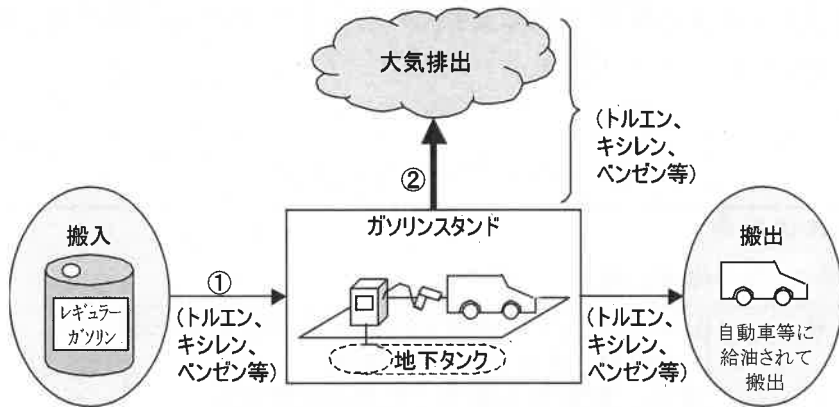 大気排出
(トルエン、
キシレン、
ベンゼン等)
②
ガソリンスタンド
搬入
レギュラー
ガソリン
①
(トルエン、
キシレン、
ベンゼン等)
地下タンク
(トルエン、
キシレン、
ベンゼン等)
搬出
自動車等に
給油されて
搬出